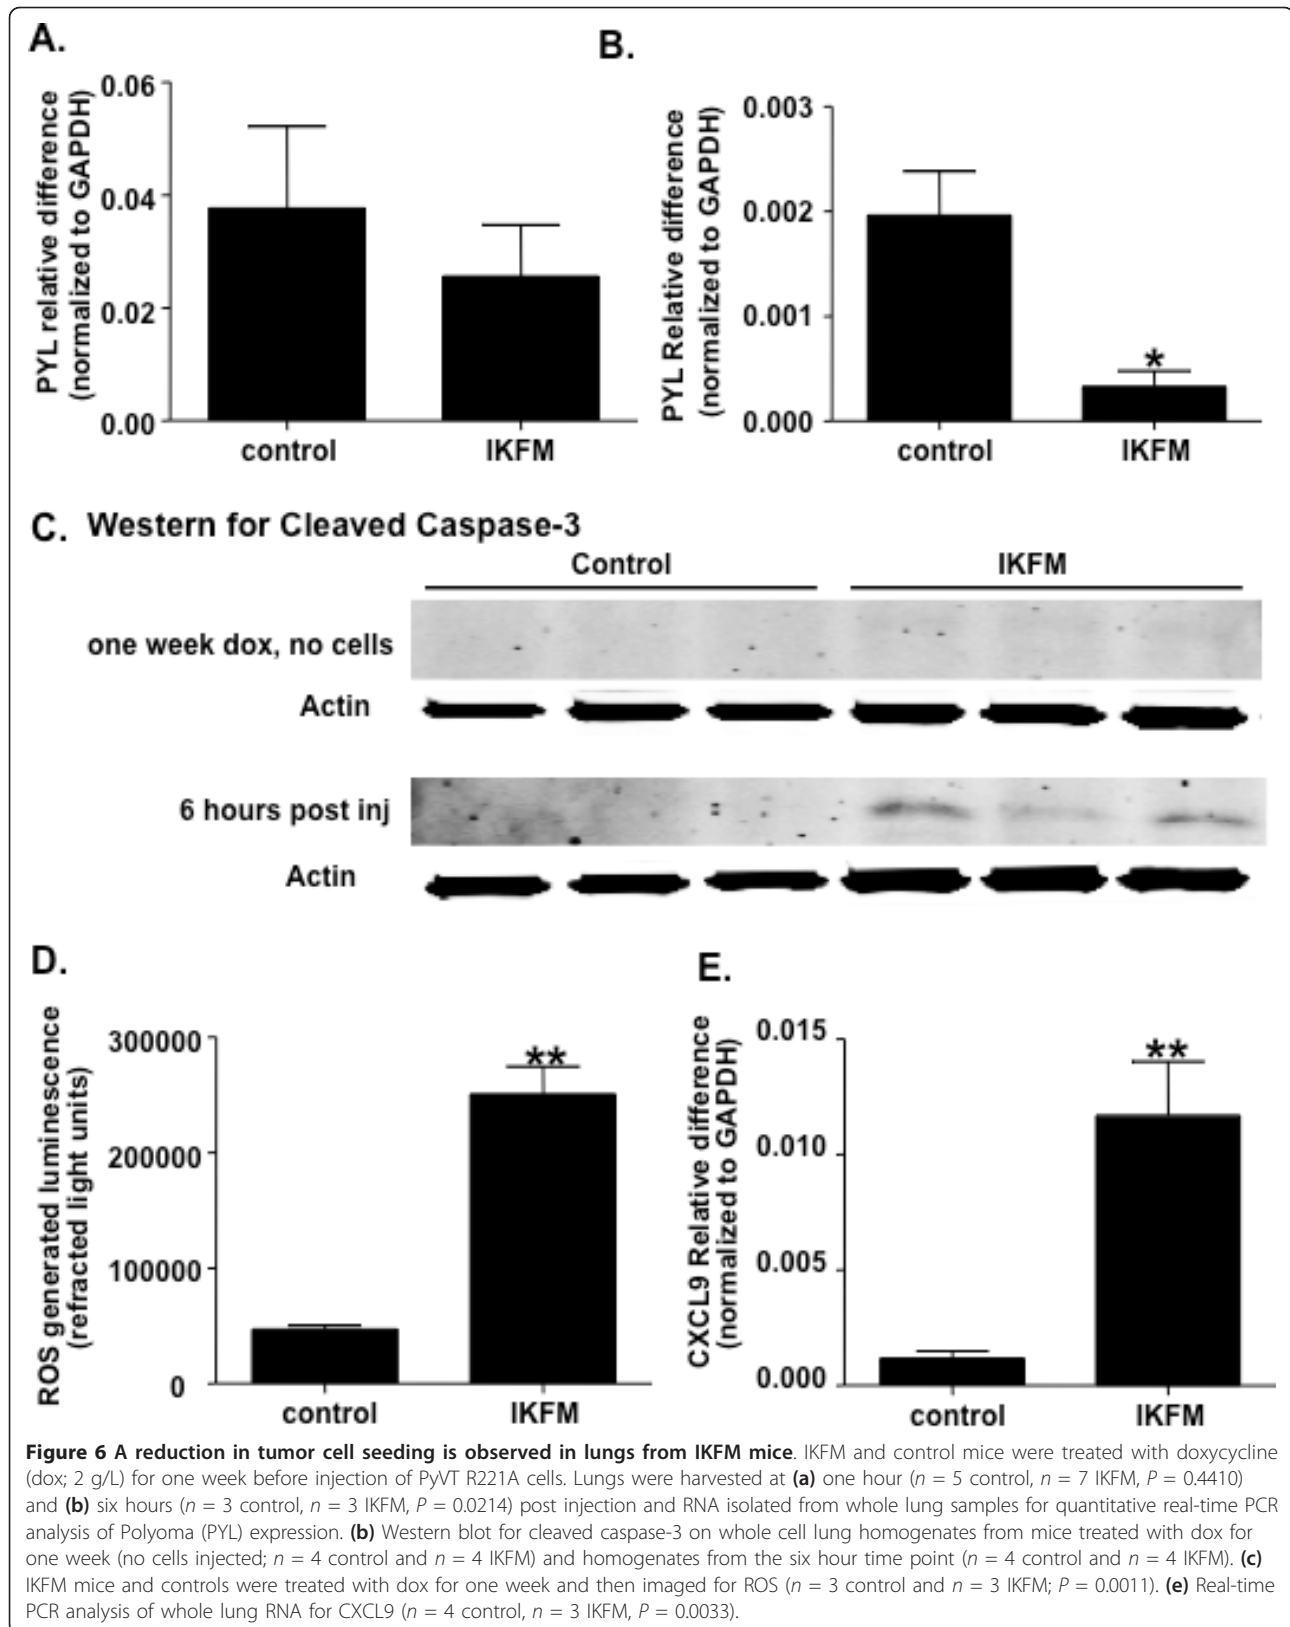 A.
PYL relative difference
(normalized to GAPDH)
0.06
0.04
0.02
0.00
control
IKFM
B.
PYL Relative difference
(normalized to GAPDH)
0.003
0.002
0.001
0.000
*
control
IKFM
C. Western for Cleaved Caspase-3
Control
IKFM
one week dox, no cells
Actin
6 hours post inj
Actin
D.
ROS generated luminescence
(refracted light units)
300000
200000
100000
0
**
control
IKFM
E.
CXCL9 Relative difference
(normalized to GAPDH)
0.015
0.010
0.005
0.000
**
control
IKFM
Figure 6 A reduction in tumor cell seeding is observed in lungs from IKFM mice. IKFM and control mice were treated with doxycycline
(dox; 2 g/L) for one week before injection of PyVT R221A cells. Lungs were harvested at (a) one hour (n = 5 control, n = 7 IKFM, P = 0.4410)
and (b) six hours (n = 3 control, n = 3 IKFM, P = 0.0214) post injection and RNA isolated from whole lung samples for quantitative real-time PCR
analysis of Polyoma (PYL) expression. (b) Western blot for cleaved caspase-3 on whole cell lung homogenates from mice treated with dox for
one week (no cells injected; n = 4 control and n = 4 IKFM) and homogenates from the six hour time point (n = 4 control and n = 4 IKFM). (c)
IKFM mice and controls were treated with dox for one week and then imaged for ROS (n = 3 control and n = 3 IKFM; P = 0.0011). (e) Real-time
PCR analysis of whole lung RNA for CXCL9 (n = 4 control, n = 3 IKFM, P = 0.0033).